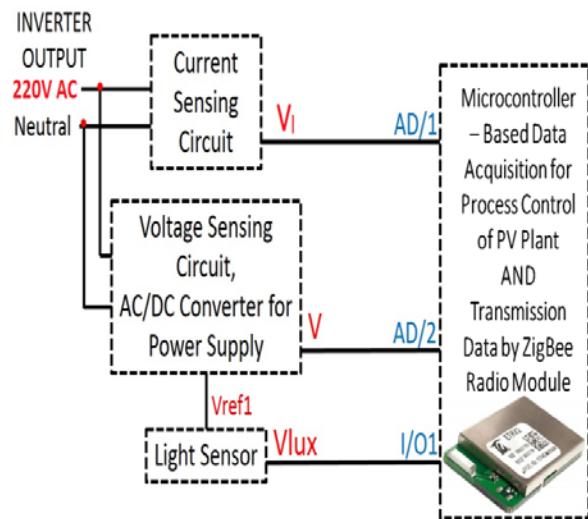 INVERTER
OUTPUT
220V AC
Neutral
Current
Sensing
Circuit
VI
AD/1
Voltage Sensing
Circuit,
AC/DC Converter for
Power Supply
V
AD/2
Vref1
Light Sensor
Vlux
I/O1
Microcontroller
– Based Data
Acquisition for
Process Control
of PV Plant
AND
Transmission
Data by ZigBee
Radio Module